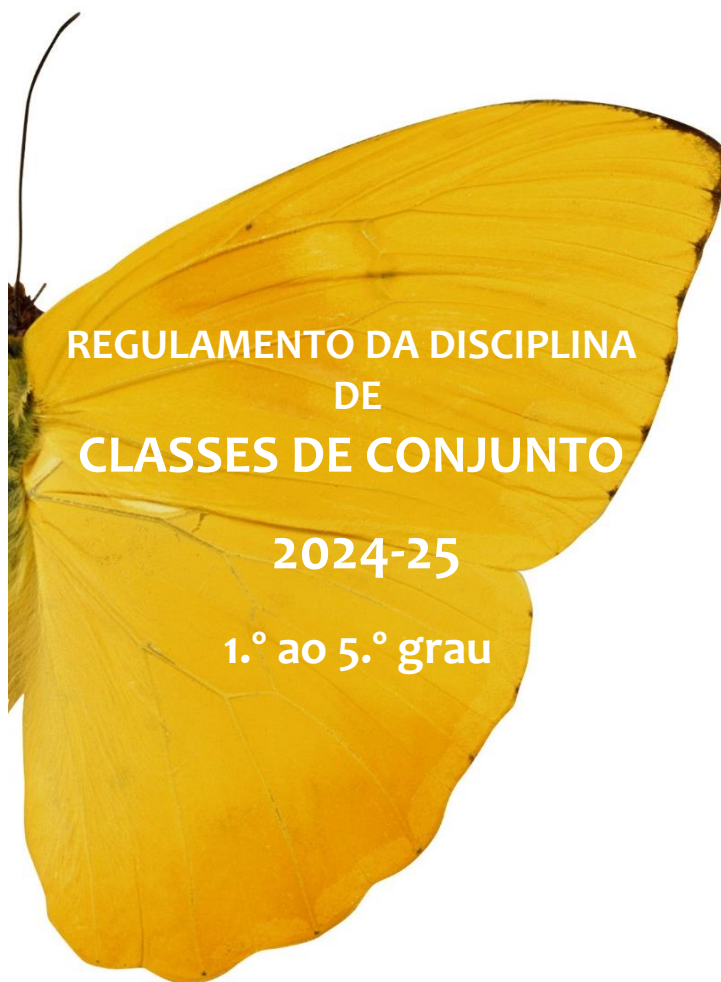 REGULAMENTO DA DISCIPLINA
DE
CLASSES DE CONJUNTO
2024-25
1.º ao 5.º grau